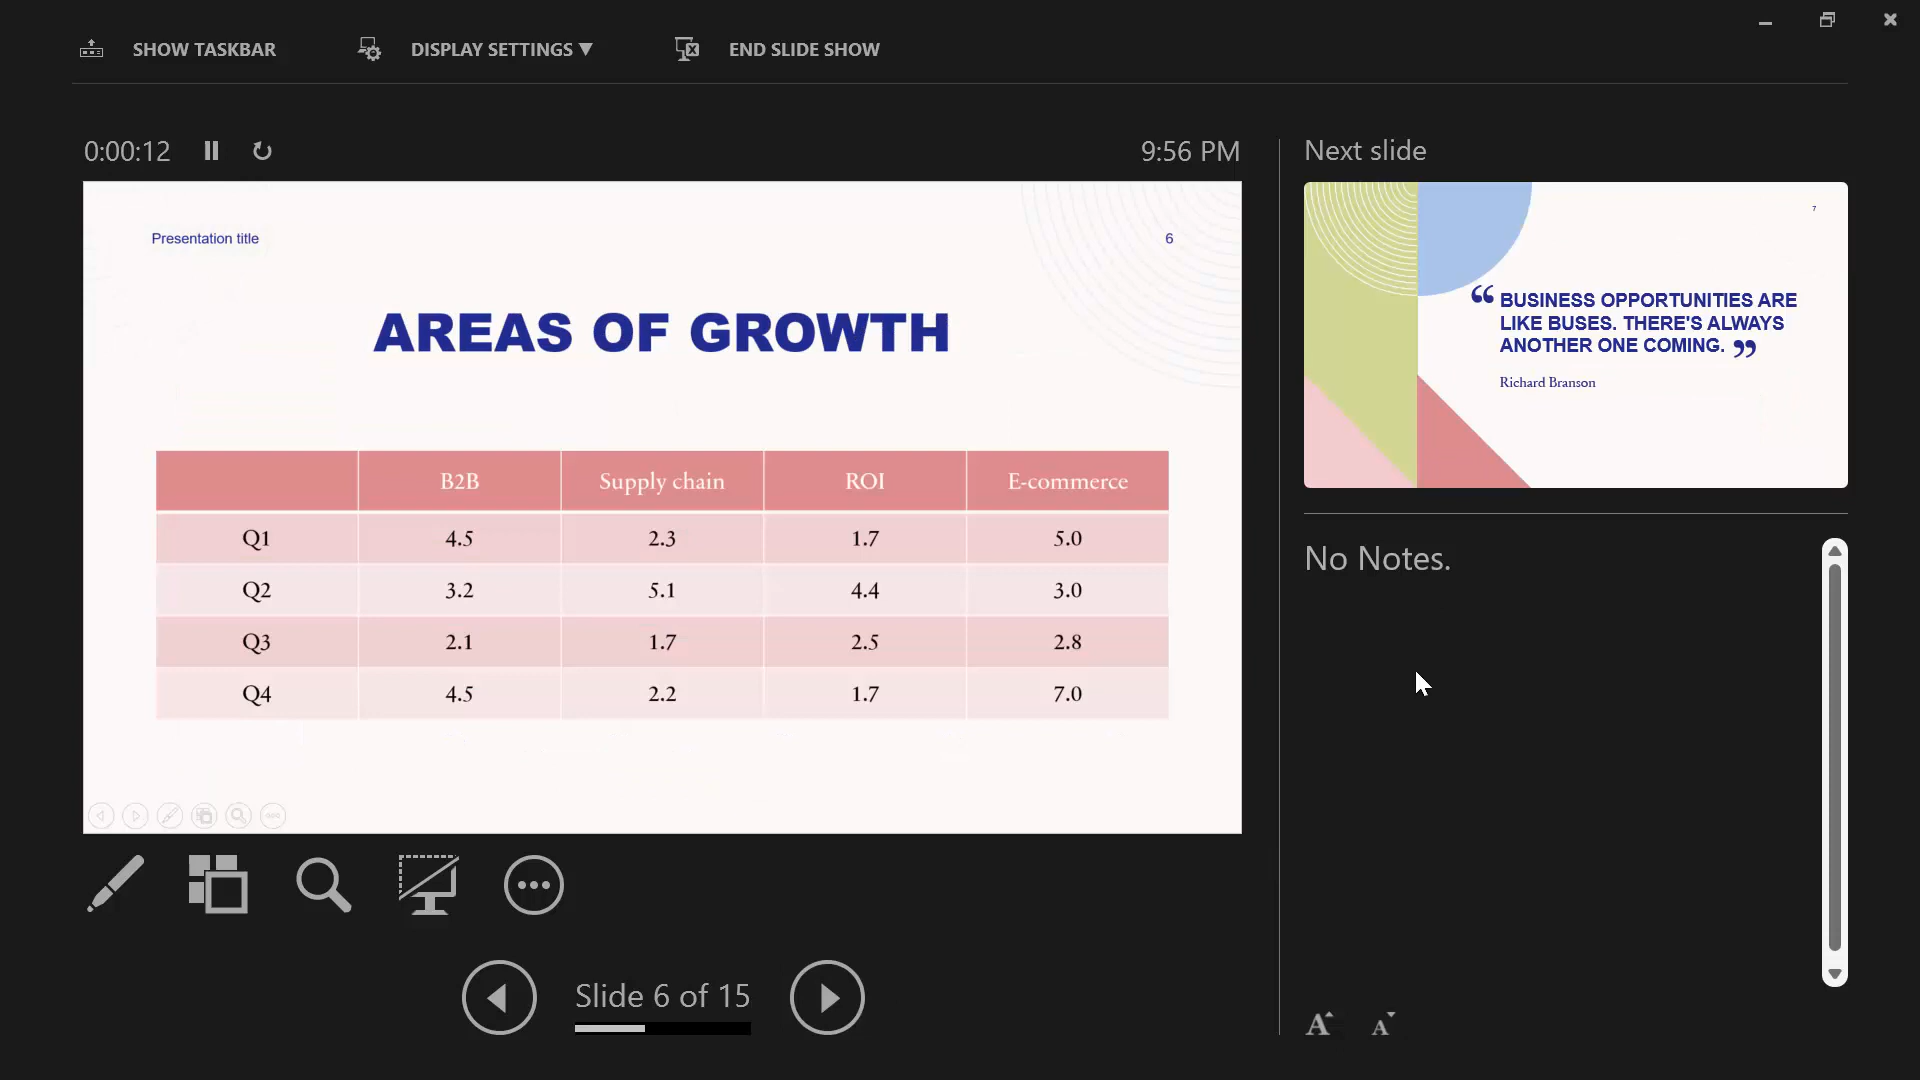 SHOW TASKBAR
DISPLAY SETTINGS ▼
END SLIDE SHOW
0:00:12
9:56 PM
Presentation title
6
AREAS OF GROWTH
B2B Supply chain ROI E-commerce
Q1 4.5 2.3 1.7 5.0
Q2 3.2 5.1 4.4 3.0
Q3 2.1 1.7 2.5 2.8
Q4 4.5 2.2 1.7 7.0
Slide 6 of 15
Next slide
7
“ BUSINESS OPPORTUNITIES ARE
LIKE BUSES. THERE'S ALWAYS
ANOTHER ONE COMING. ”
Richard Branson
No Notes.
A A